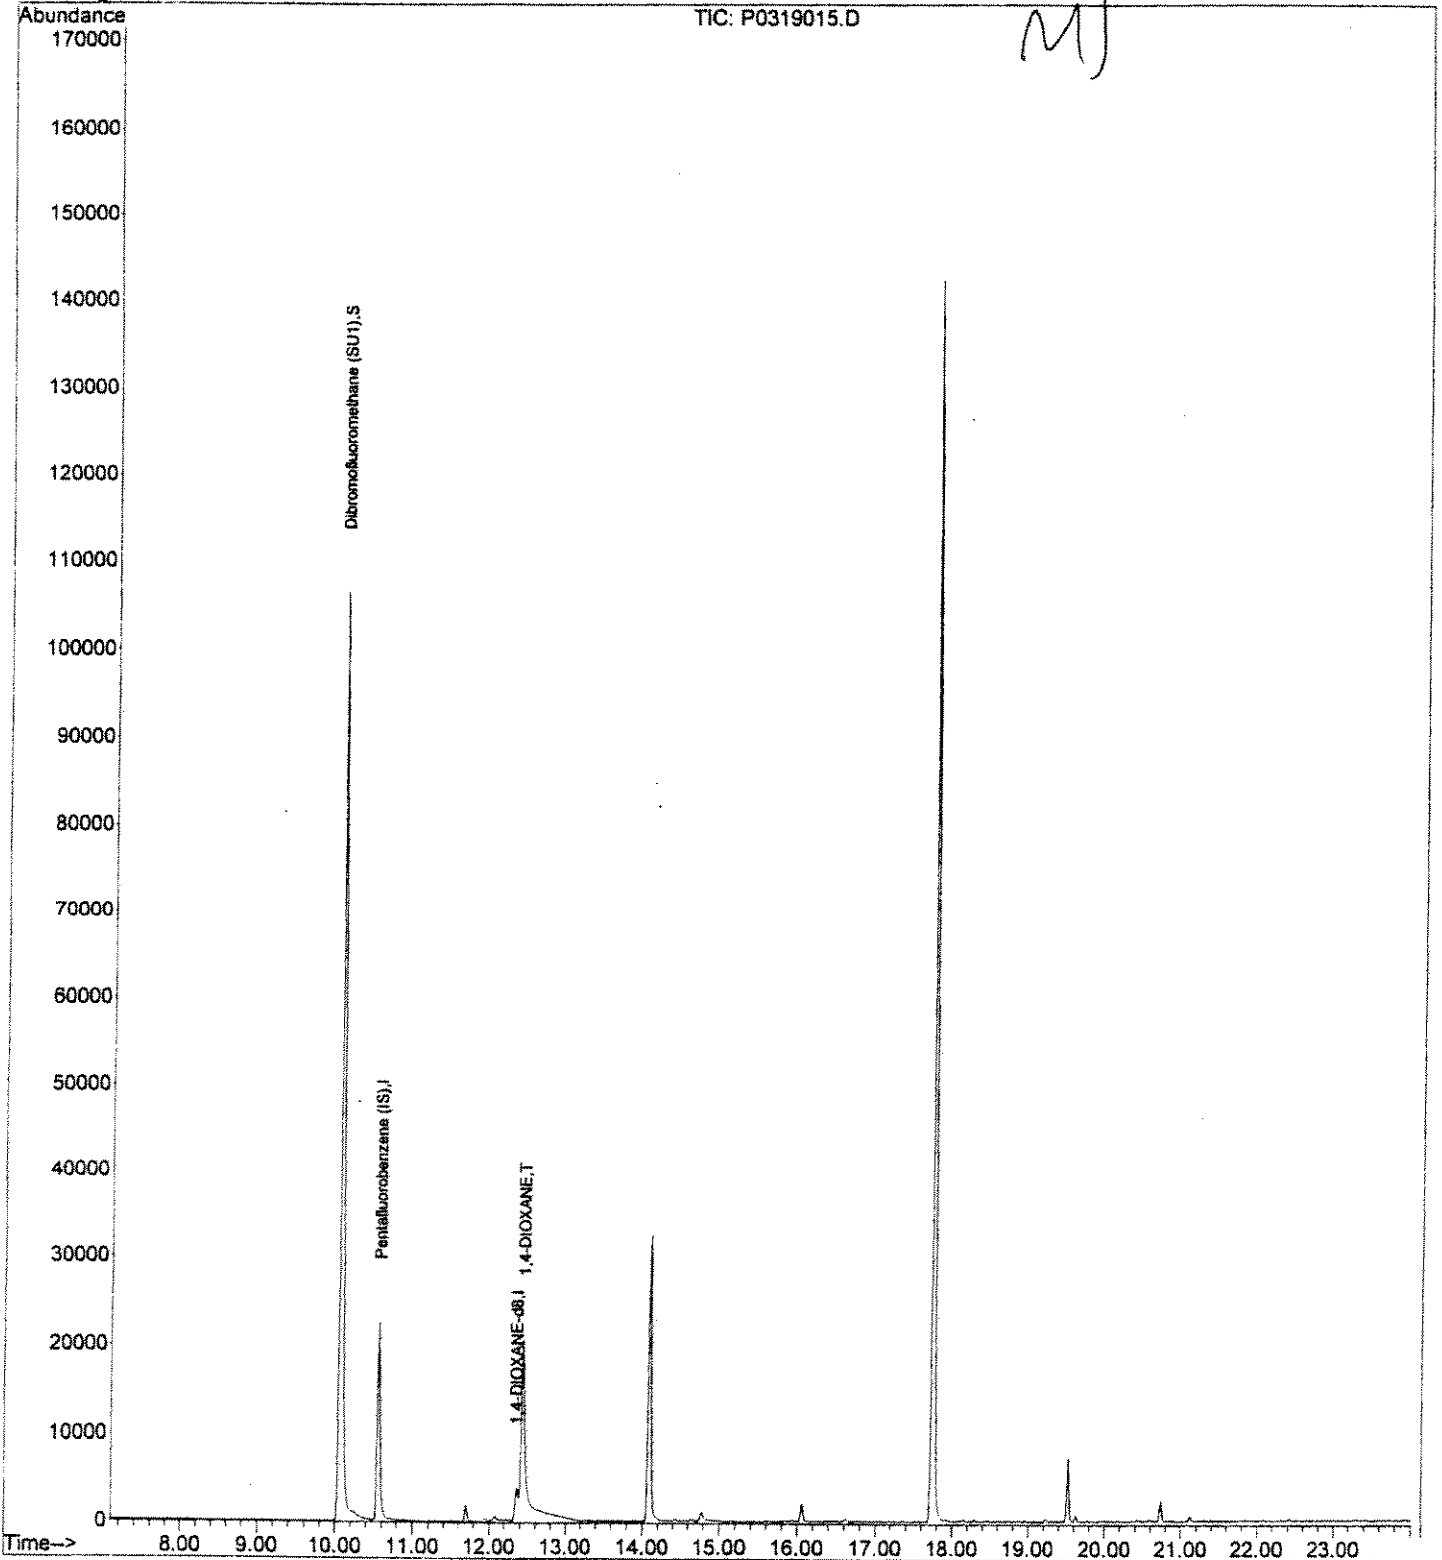 Abundance
TIC: P0319015.D
MJ
170000
160000
150000
140000
130000
120000
110000
100000
90000
80000
70000
60000
50000
40000
30000
20000
10000
0
Dibromofluoromethane (SU1),S
Pentafluorobenzene (IS),I
1,4-DIOXANE-d8,I
1,4-DIOXANE,T
Time--> 8.00 9.00 10.00 11.00 12.00 13.00 14.00 15.00 16.00 17.00 18.00 19.00 20.00 21.00 22.00 23.00